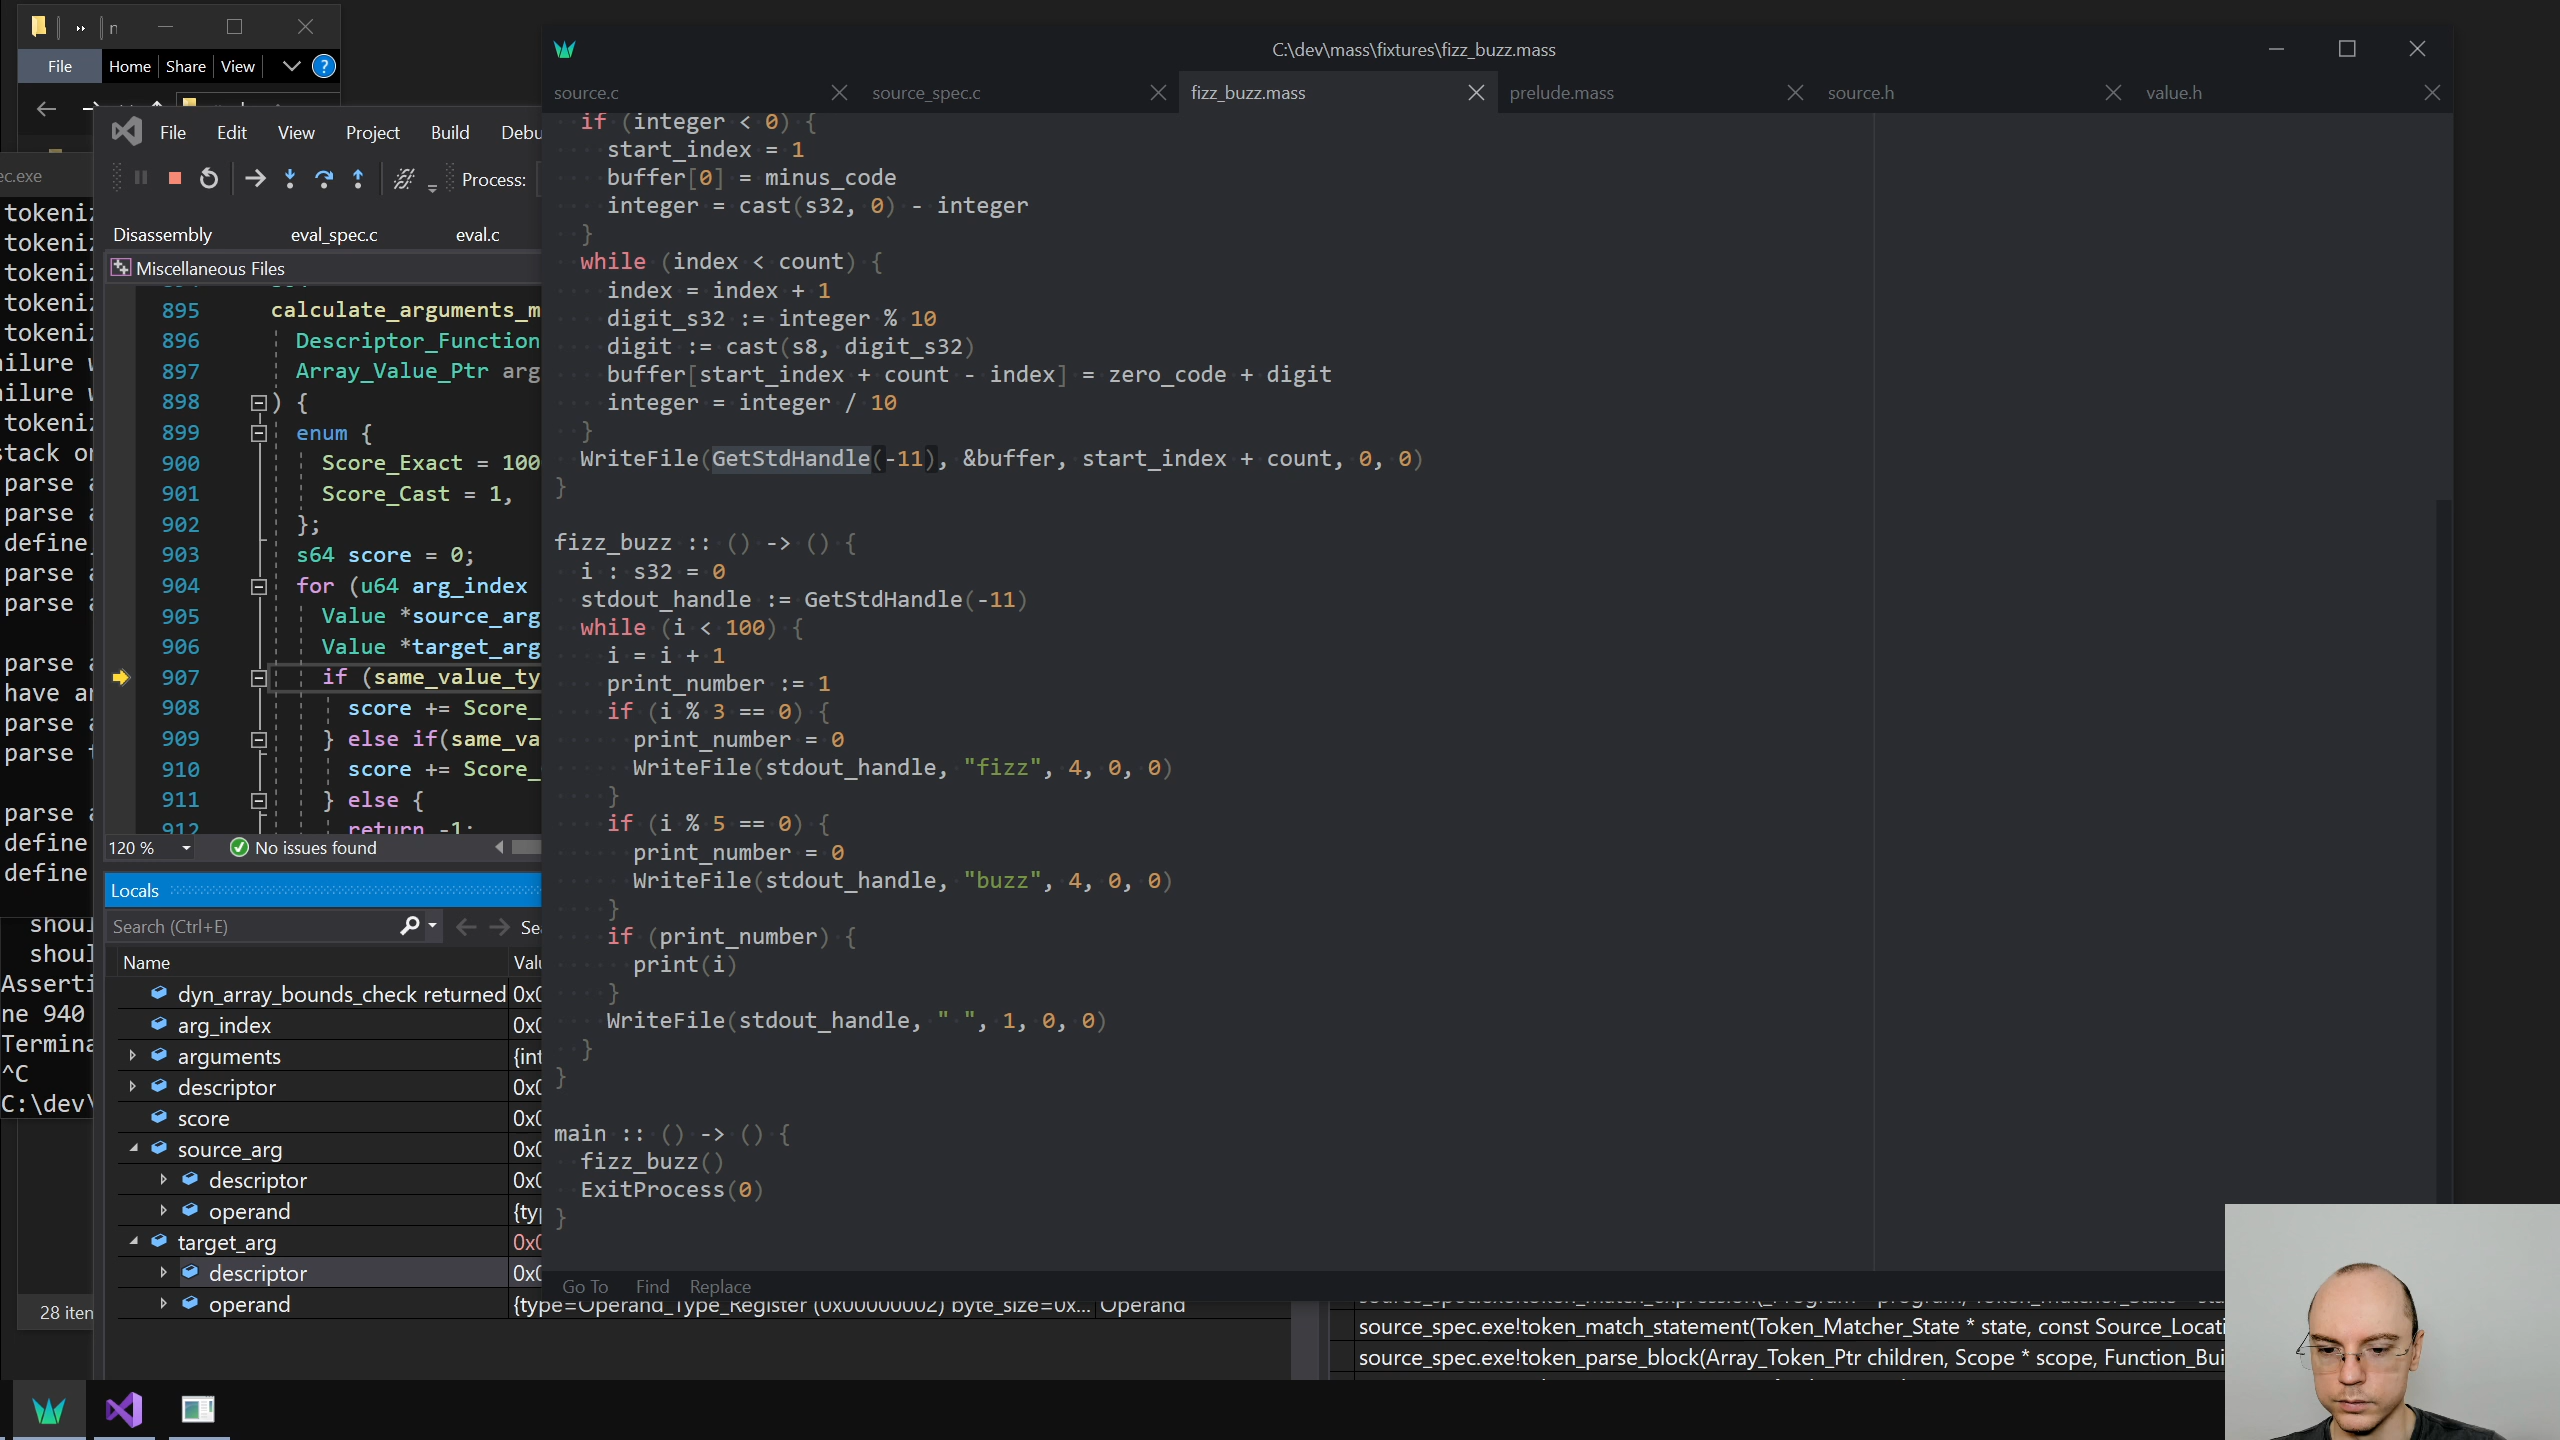 File
Home
Share
View
ec.exe
File
Edit
View
Project
Build
Process:
Disassembly
eval_spec.c
eval.c
Miscellaneous Files
895 calculate_arguments_m
896 Descriptor_Function
897 Array_Value_Ptr arg
898 ) {
899 enum {
900 Score_Exact = 100
901 Score_Cast = 1,
902 };
903 s64 score = 0;
904 for (u64 arg_index
905 Value *source_arg
906 Value *target_arg
907 if (same_value_ty
908 score += Score_
909 } else if(same_va
910 score += Score_
911 } else {
912 return -1;
120 %
No issues found
Locals
Search (Ctrl+E)
Name
dyn_array_bounds_check returned
arg_index
arguments
descriptor
score
source_arg
descriptor
operand
target_arg
descriptor
operand
{type=Operand_Type_Register (0x00000002) byte_size=0x... Operand
C:\dev\mass\fixtures\fizz_buzz.mass
source.c
source_spec.c
fizz_buzz.mass
prelude.mass
source.h
value.h
if (integer < 0) {
start_index = 1
buffer[0] = minus_code
integer = cast(s32, 0) - integer
}
while (index < count) {
index = index + 1
digit_s32 := integer % 10
digit := cast(s8, digit_s32)
buffer[start_index + count - index] = zero_code + digit
integer = integer / 10
}
WriteFile(GetStdHandle(-11), &buffer, start_index + count, 0, 0)
}
fizz_buzz :: () -> () {
i : s32 = 0
stdout_handle := GetStdHandle(-11)
while (i < 100) {
i = i + 1
print_number := 1
if (i % 3 == 0) {
print_number = 0
WriteFile(stdout_handle, "fizz", 4, 0, 0)
}
if (i % 5 == 0) {
print_number = 0
WriteFile(stdout_handle, "buzz", 4, 0, 0)
}
if (print_number) {
print(i)
}
WriteFile(stdout_handle, " ", 1, 0, 0)
}
}
main :: () -> () {
fizz_buzz()
ExitProcess(0)
}
Go To
Find
Replace
source_spec.exe!token_match_statement(Token_Matcher_State * state, const Source_Locati
source_spec.exe!token_parse_block(Array_Token_Ptr children, Scope * scope, Function_Bui
ne 940
^C
C:\dev\